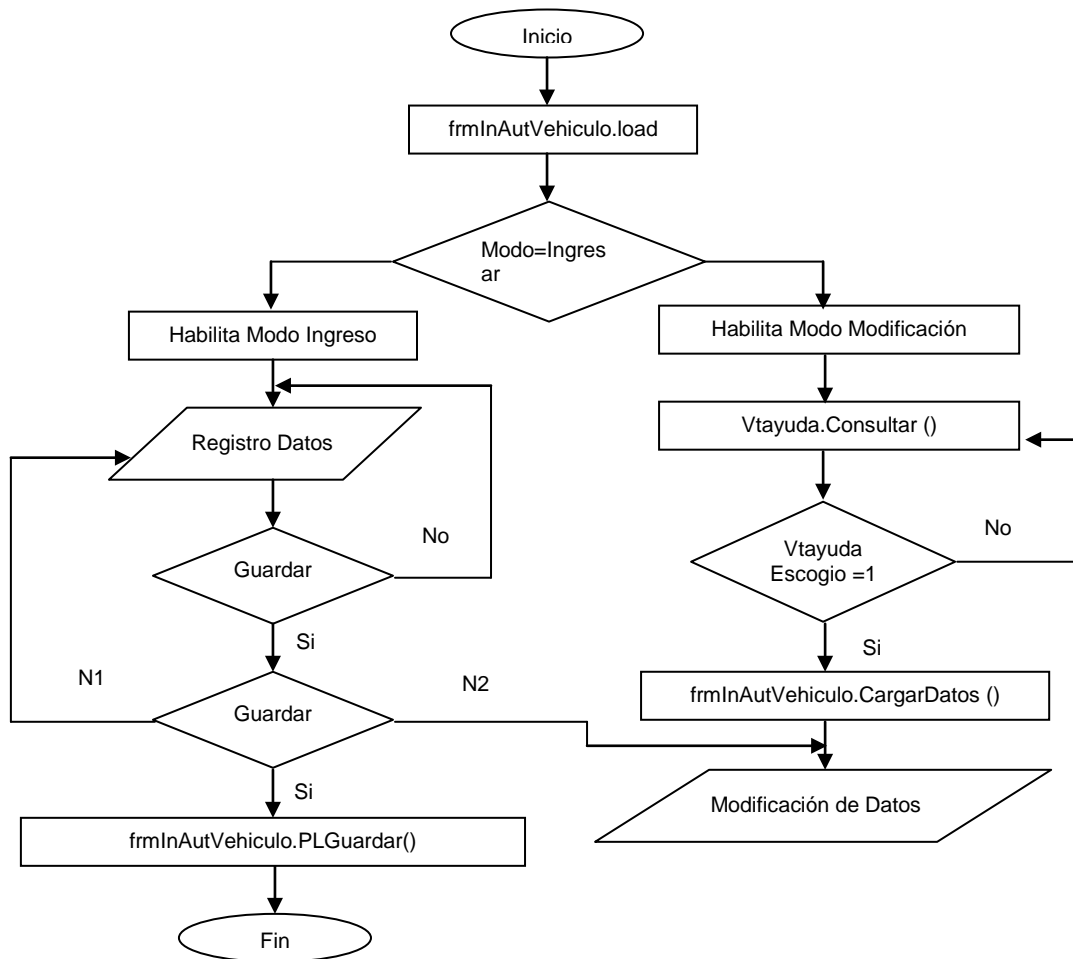 Inicio
frmInAutVehiculo.load
Modo=Ingres
ar
Habilita Modo Ingreso
Habilita Modo Modificación
Registro Datos
Vtayuda.Consultar ()
No
Guardar
No
Vtayuda
Escogio =1
Si
Si
N1
N2
Guardar
frmInAutVehiculo.CargarDatos ()
Si
Modificación de Datos
frmInAutVehiculo.PLGuardar()
Fin